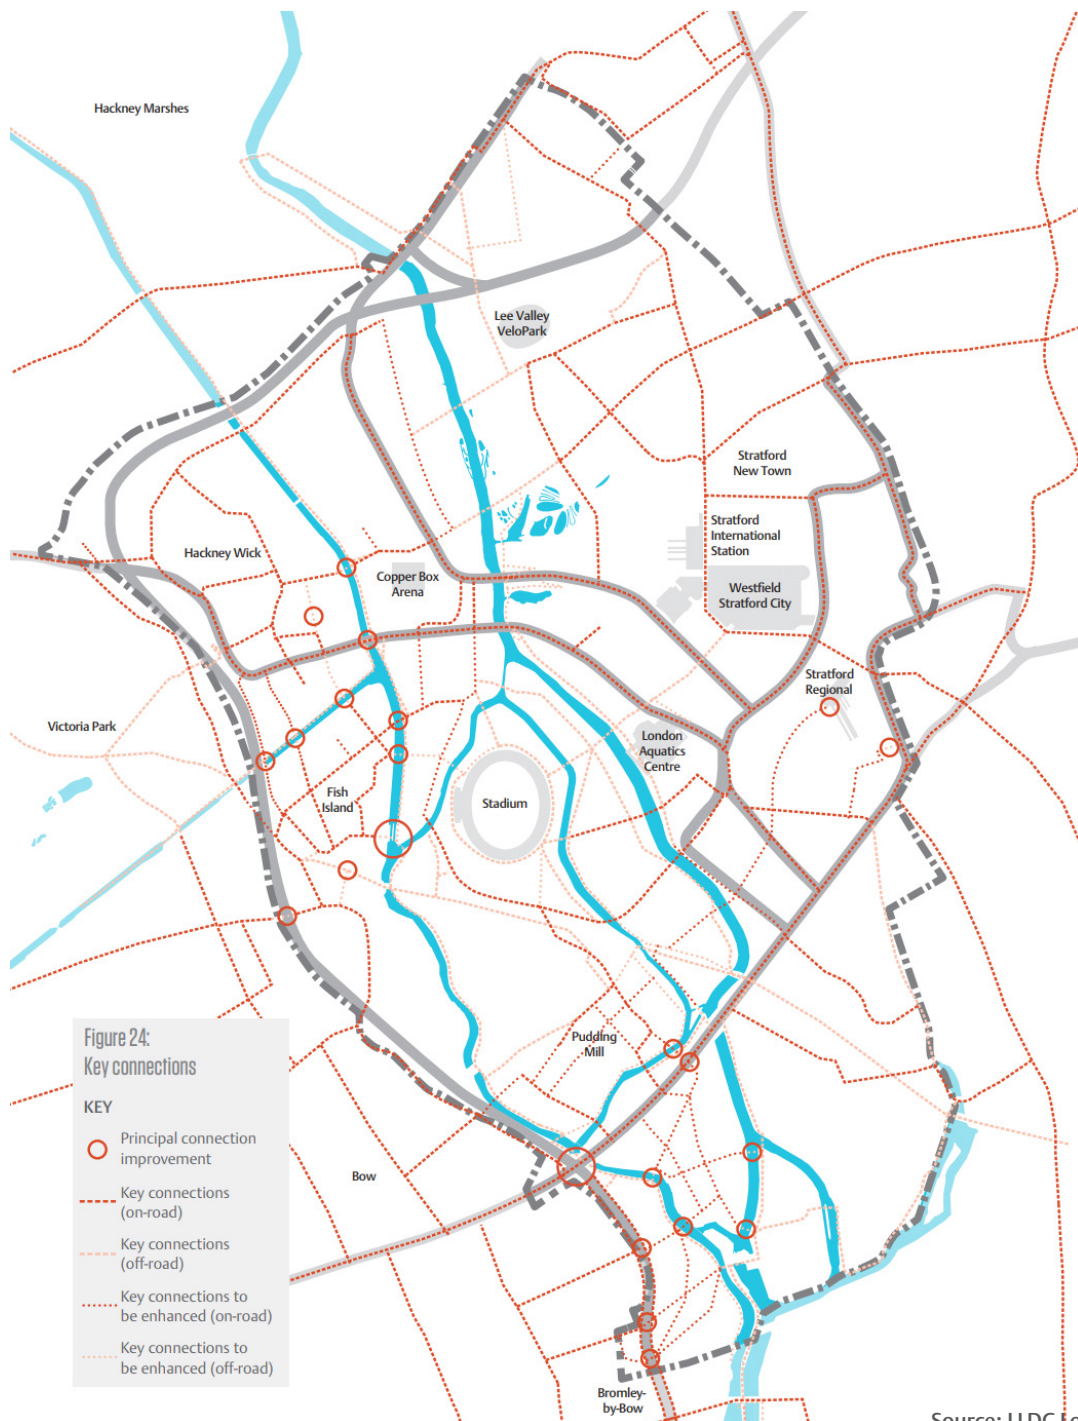 Hackney Marshes
Lee Valley
VeloPark
Stratford
New Town
Stratford
International
Station
Hackney Wick
Copper Box
Arena
Westfield
Stratford City
Stratford
Regional
Victoria Park
London
Aquatics
Centre
Fish
Island
Stadium
Pudding
Mill
Bow
Bromley-
by-Bow
Figure 24:
Key connections
KEY
Principal connection
improvement
Key connections
(on-road)
Key connections
(off-road)
Key connections to
be enhanced (on-road)
Key connections to
be enhanced (off-road)
Source: LLDC